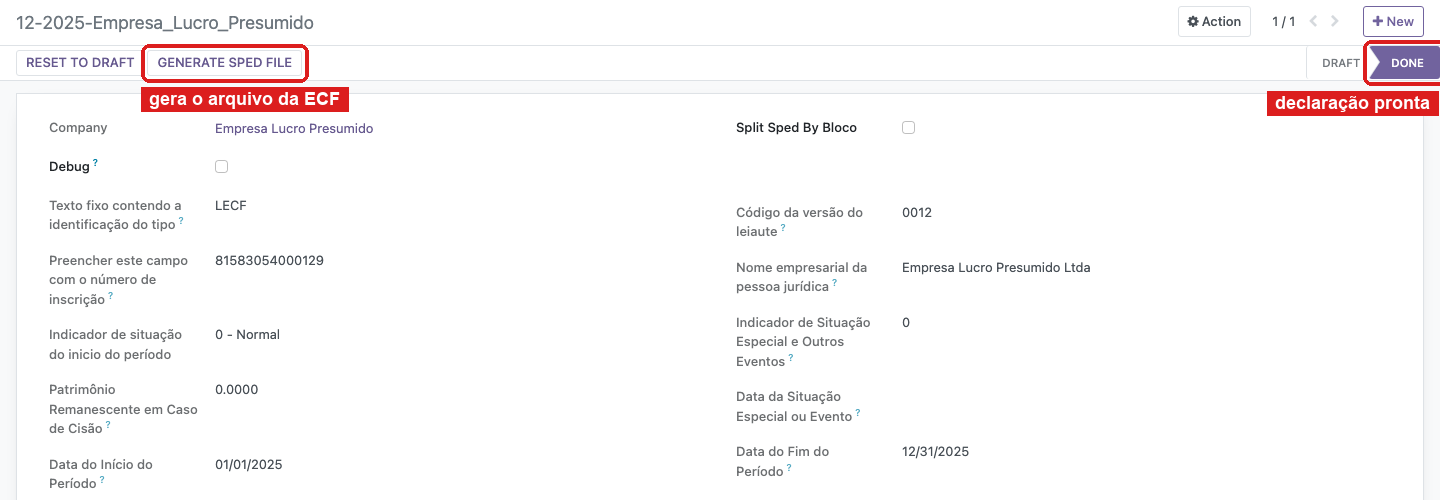 12-2025-Empresa_Lucro_Presumido
Action
1 / 1
New
RESET TO DRAFT
GENERATE SPED FILE
DRAFT
DONE
gera o arquivo da ECF
declaração pronta
Company
Empresa Lucro Presumido
Split Sped By Bloco
Debug ?
Texto fixo contendo a
identificação do tipo ?
LECF
Código da versão do
leiaute ?
0012
Preencher este campo
com o número de
inscrição ?
81583054000129
Nome empresarial da
pessoa jurídica ?
Empresa Lucro Presumido Ltda
Indicador de situação
do inicio do período
0 - Normal
Indicador de Situação
Especial e Outros
Eventos ?
0
Patrimônio
Remanescente em Caso
de Cisão ?
0.0000
Data da Situação
Especial ou Evento ?
Data do Início do
Período ?
01/01/2025
Data do Fim do
Período ?
12/31/2025